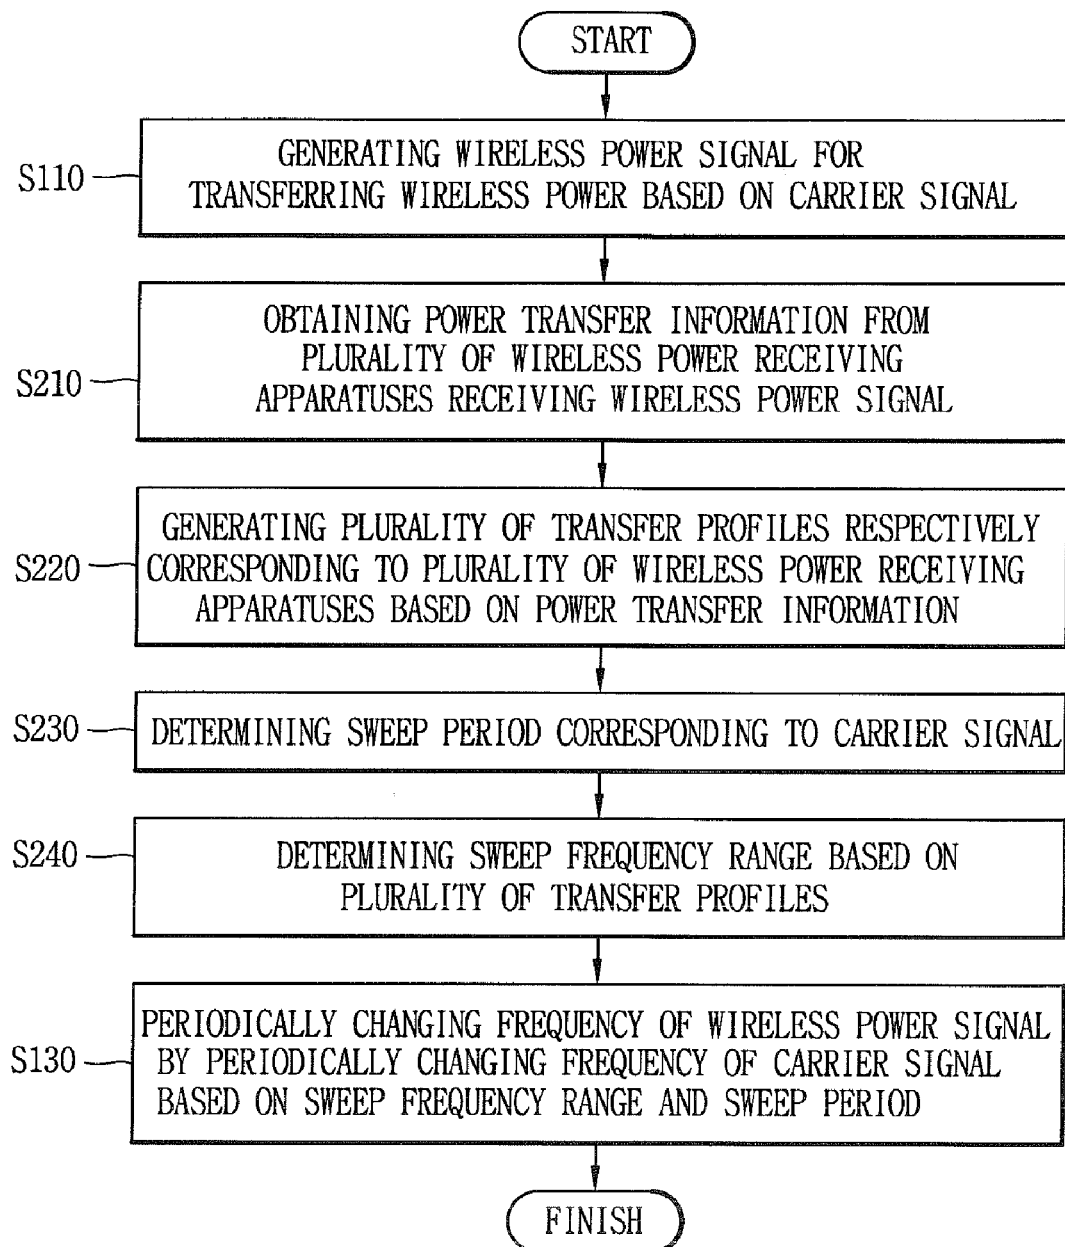 START
S110
GENERATING WIRELESS POWER SIGNAL FOR
TRANSFERRING WIRELESS POWER BASED ON CARRIER SIGNAL
S210
OBTAINING POWER TRANSFER INFORMATION FROM
PLURALITY OF WIRELESS POWER RECEIVING
APPARATUSES RECEIVING WIRELESS POWER SIGNAL
S220
GENERATING PLURALITY OF TRANSFER PROFILES RESPECTIVELY
CORRESPONDING TO PLURALITY OF WIRELESS POWER RECEIVING
APPARATUSES BASED ON POWER TRANSFER INFORMATION
S230
DETERMINING SWEEP PERIOD CORRESPONDING TO CARRIER SIGNAL
S240
DETERMINING SWEEP FREQUENCY RANGE BASED ON
PLURALITY OF TRANSFER PROFILES
S130
PERIODICALLY CHANGING FREQUENCY OF WIRELESS POWER SIGNAL
BY PERIODICALLY CHANGING FREQUENCY OF CARRIER SIGNAL
BASED ON SWEEP FREQUENCY RANGE AND SWEEP PERIOD
FINISH